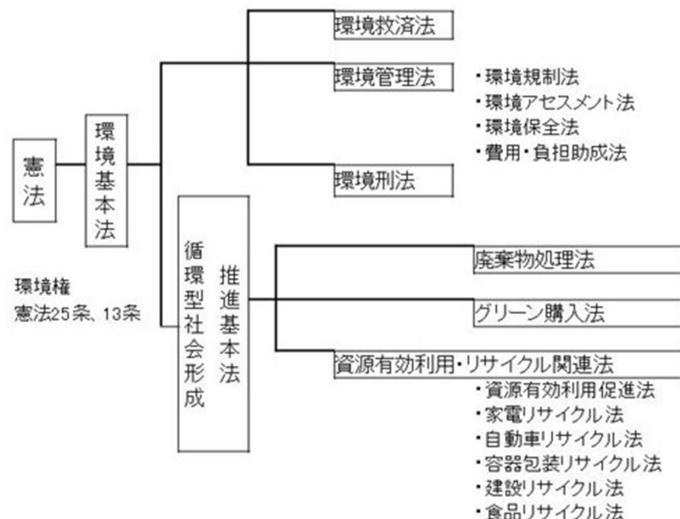 環境救済法
環境管理法
・環境規制法
・環境アセスメント法
・環境保全法
・費用・負担助成法
環境刑法
憲法
環境基本法
環境権
憲法25条、13条
循環型社会形成
推進基本法
廃棄物処理法
グリーン購入法
資源有効利用・リサイクル関連法
・資源有効利用促進法
・家電リサイクル法
・自動車リサイクル法
・容器包装リサイクル法
・建設リサイクル法
・食品リサイクル法